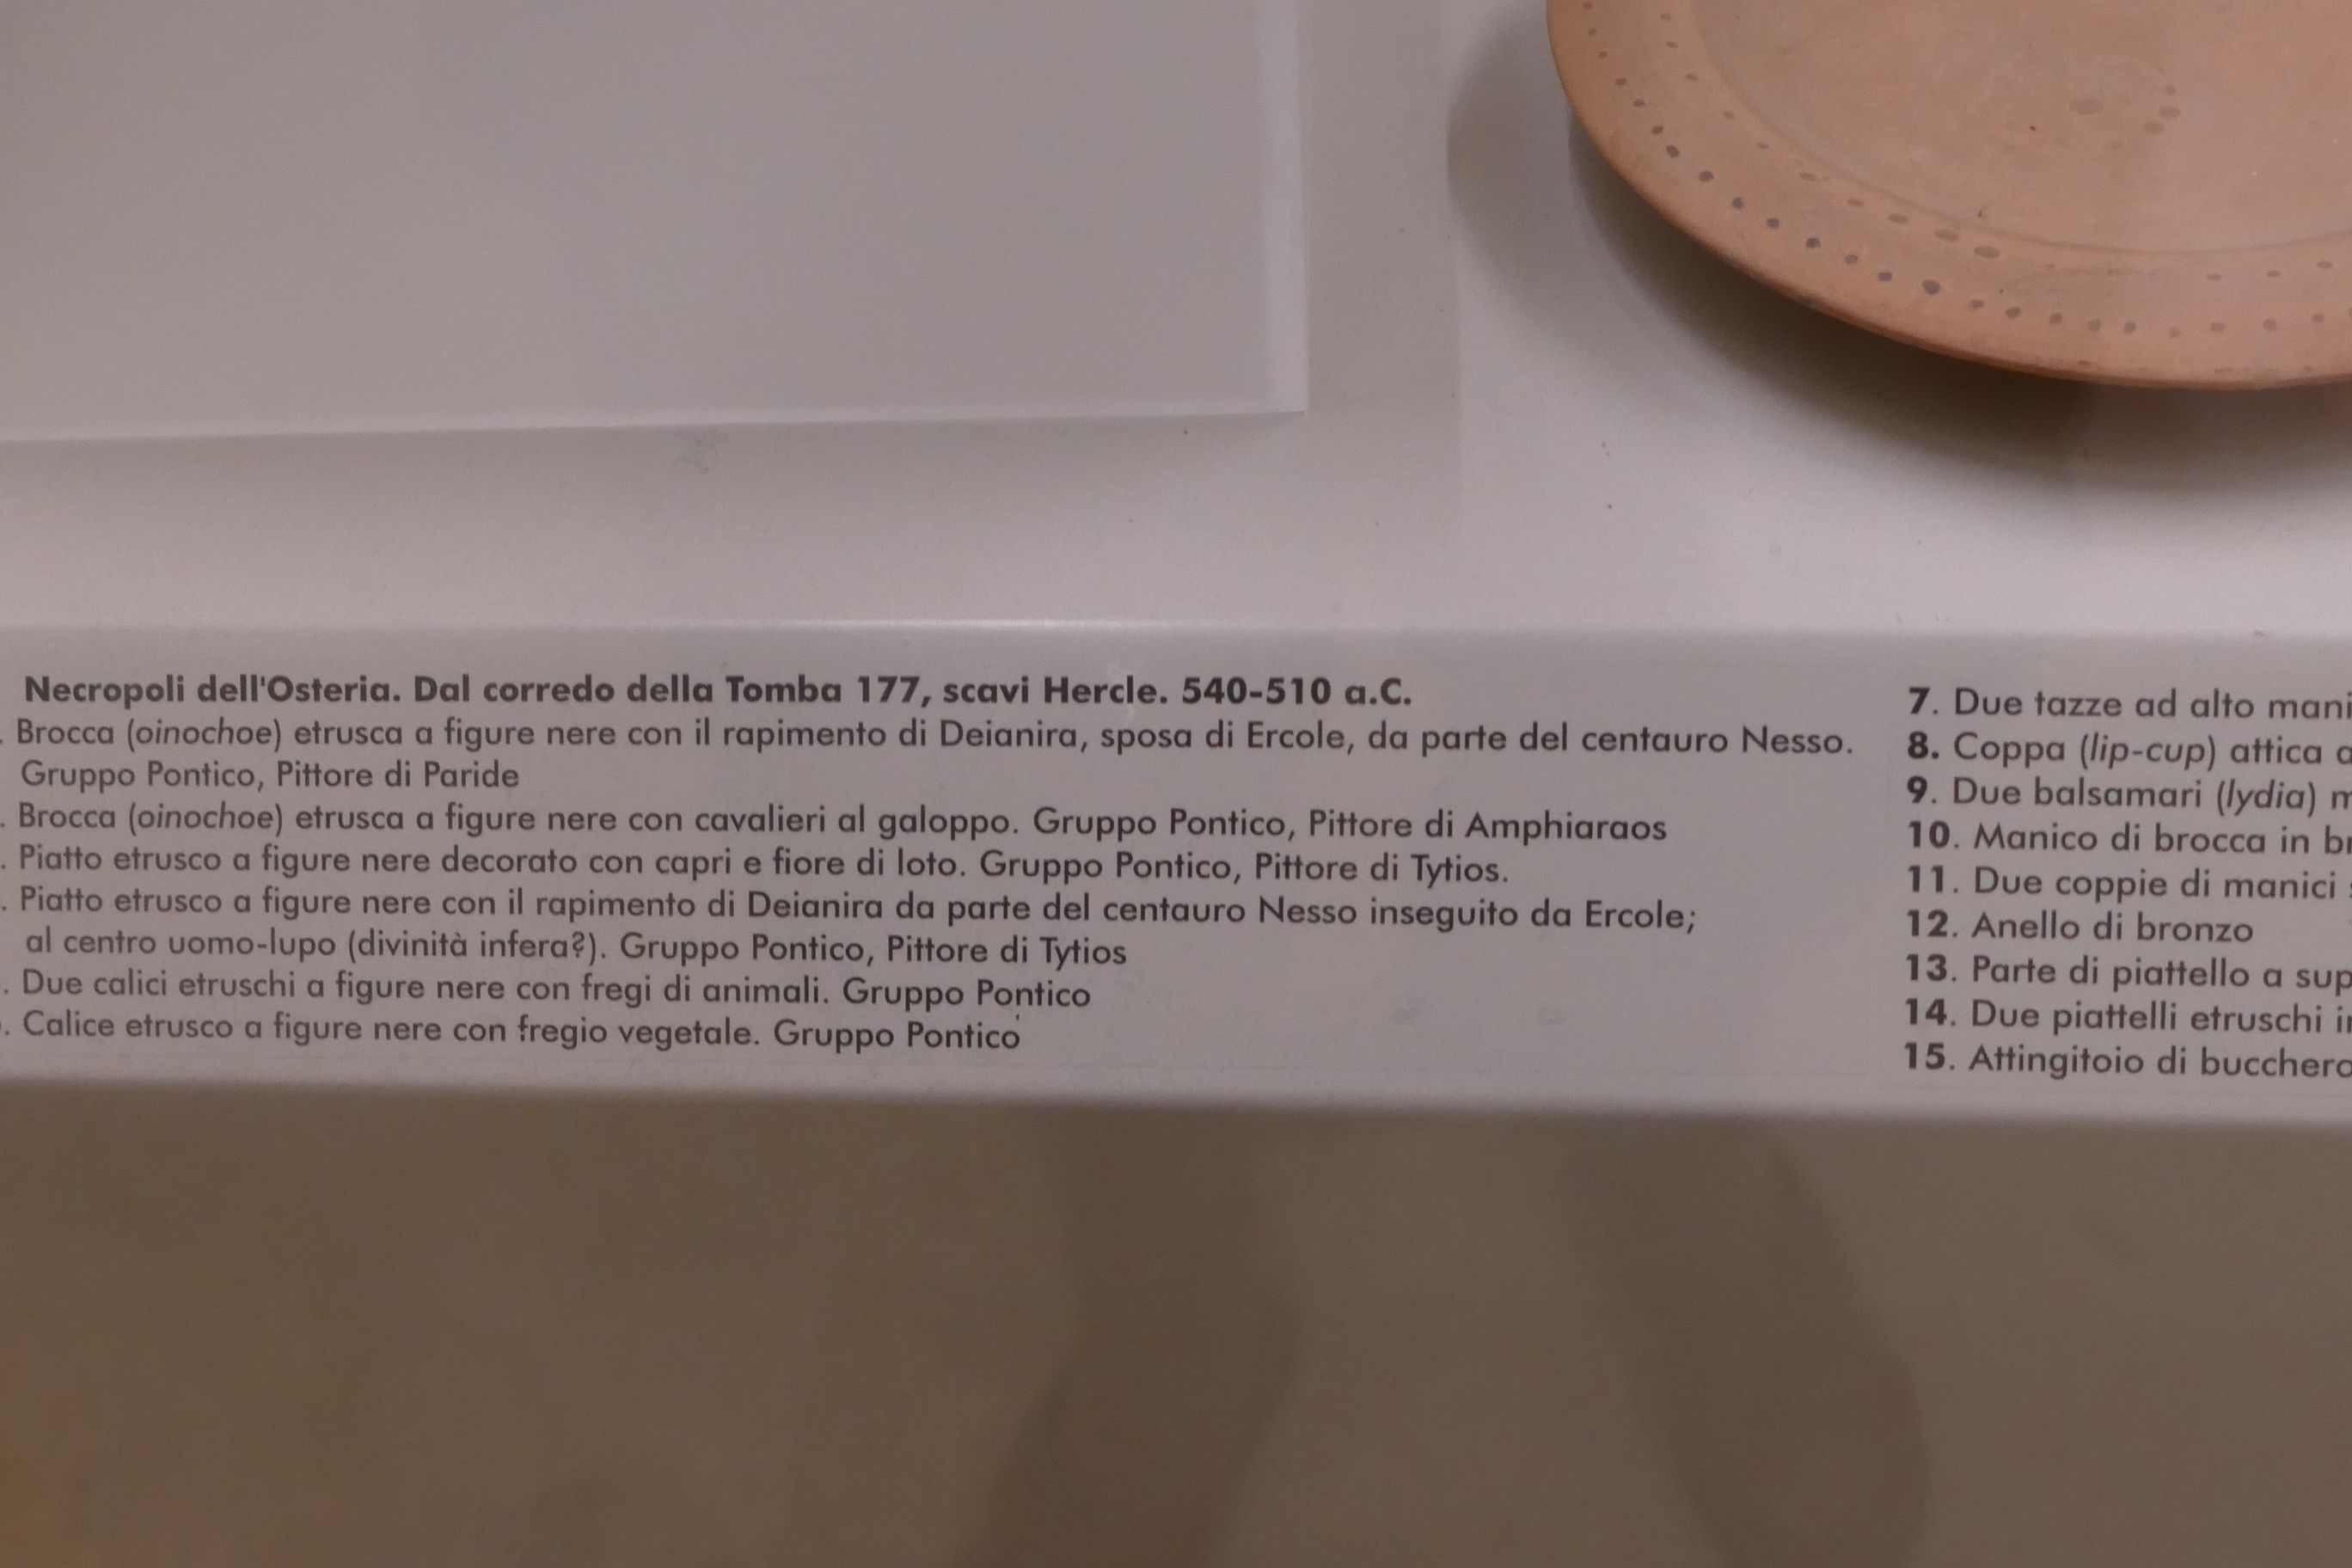 Necropoli dell'Osteria. Dal corredo della Tomba 177, scavi Hercle. 540-510 a.C.
. Brocca (oinochoe) etrusca a figure nere con il rapimento di Deianira, sposa di Ercole, da parte del centauro Nesso.
Gruppo Pontico, Pittore di Paride
. Brocca (oinochoe) etrusca a figure nere con cavalieri al galoppo. Gruppo Pontico, Pittore di Amphiaraos
. Piatto etrusco a figure nere decorato con capri e fiore di loto. Gruppo Pontico, Pittore di Tytios.
. Piatto etrusco a figure nere con il rapimento di Deianira da parte del centauro Nesso inseguito da Ercole;
al centro uomo-lupo (divinità infera?). Gruppo Pontico, Pittore di Tytios
. Due calici etruschi a figure nere con fregi di animali. Gruppo Pontico
. Calice etrusco a figure nere con fregio vegetale. Gruppo Pontico
7. Due tazze ad alto
8. Coppa (lip-cup) attica
9. Due balsamari (lydia)
10. Manico di brocca in
11. Due coppie di manici
12. Anello di bronzo
13. Parte di piattello a
14. Due piattelli etruschi
15. Attingitoio di